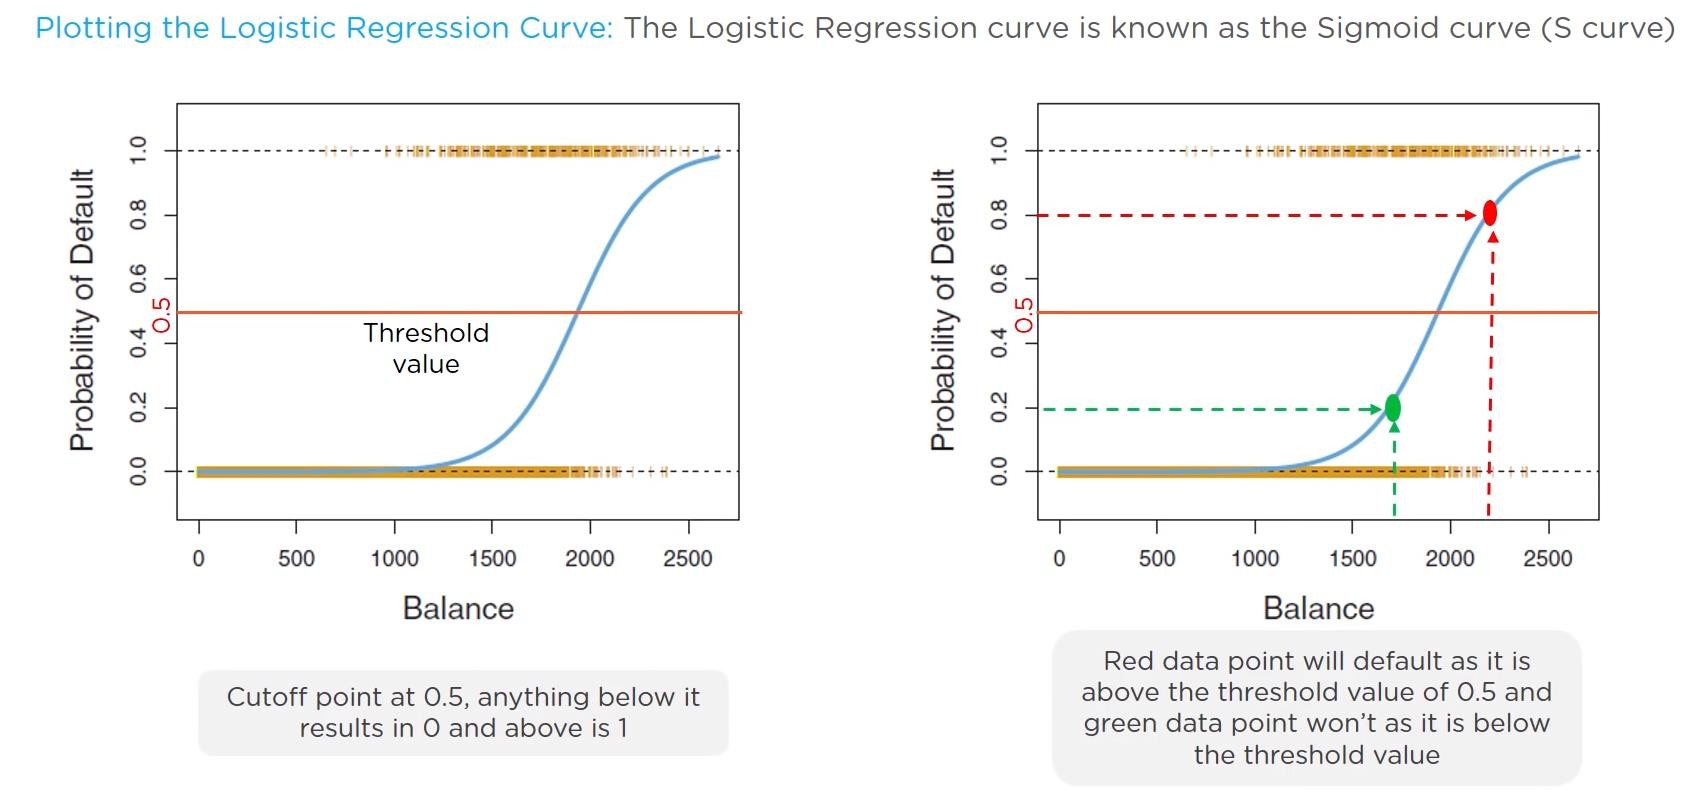 Plotting the Logistic Regression Curve: The Logistic Regression curve is known as the Sigmoid curve (S curve)
Probability of Default
1.0
0.8
0.6
0.5
0.4
0.2
0.0
Threshold
value
0 500 1000 1500 2000 2500
Balance
Cutoff point at 0.5, anything below it
results in 0 and above is 1
Probability of Default
1.0
0.8
0.6
0.5
0.4
0.2
0.0
0 500 1000 1500 2000 2500
Balance
Red data point will default as it is
above the threshold value of 0.5 and
green data point won't as it is below
the threshold value